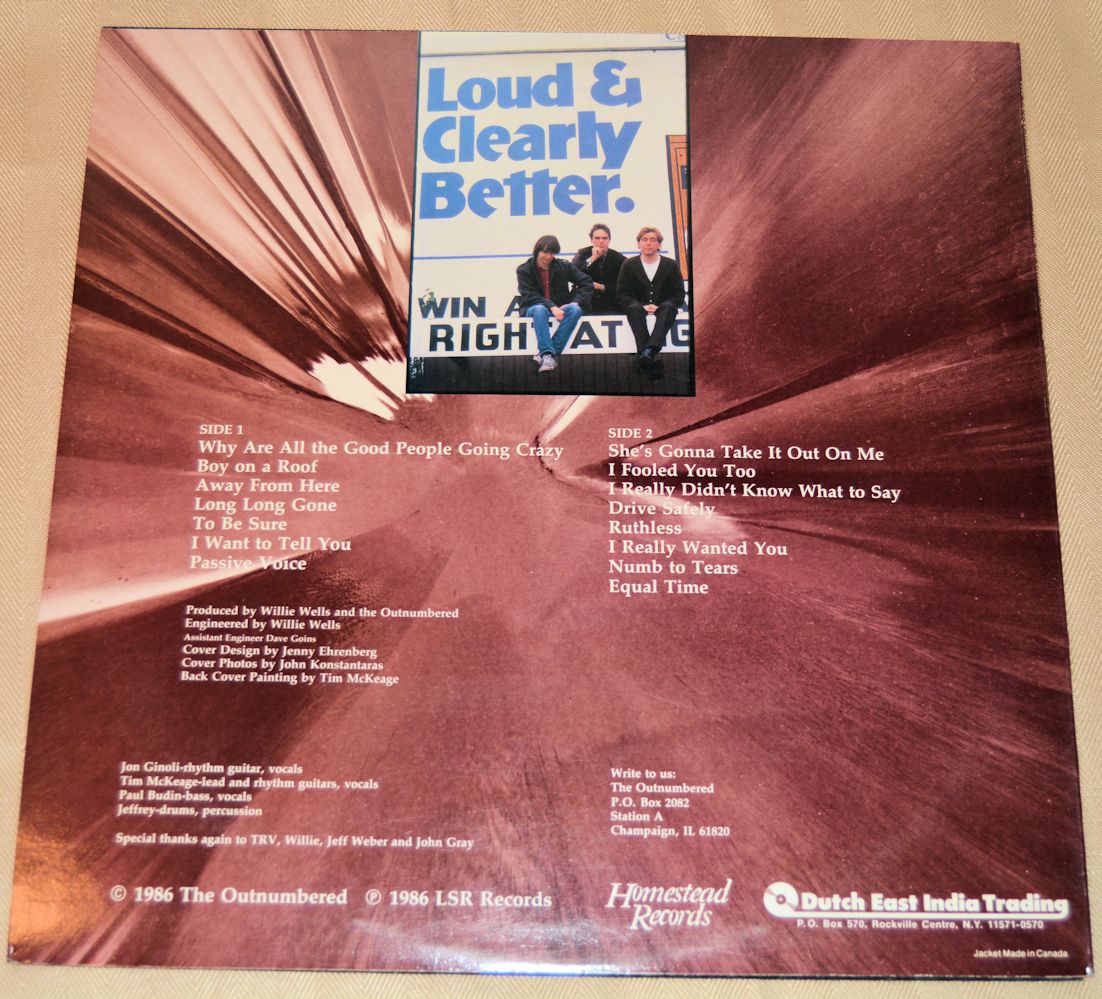 Loud &
Clearly
Better.
WIN
RIGHT AT
SIDE 1
Why Are All the Good People Going Crazy
Boy on a Roof
Away From Here
Long Long Gone
To Be Sure
I Want to Tell You
Passive Voice
SIDE 2
She's Gonna Take It Out On Me
I Fooled You Too
I Really Didn't Know What to Say
Drive Safely
Ruthless
I Really Wanted You
Numb to Tears
Equal Time
Produced by Willie Wells and the Outnumbered
Engineered by Willie Wells
Assistant Engineer Dave Goins
Cover Design by Jenny Ehrenberg
Cover Photos by John Konstantaras
Back Cover Painting by Tim McKeage
Jon Ginoli-rhythm guitar, vocals
Tim McKeage-lead and rhythm guitars, vocals
Paul Budin-bass, vocals
Jeffrey-drums, percussion
Special thanks again to TRV, Willie, Jeff Weber and John Gray
Write to us:
The Outnumbered
P.O. Box 2082
Station A
Champaign, IL 61820
© 1986 The Outnumbered ℗ 1986 LSR Records
Homestead
Records
Dutch East India Trading
P.O. Box 570, Rockville Centre, N.Y. 11571-0570
Jacket Made in Canada